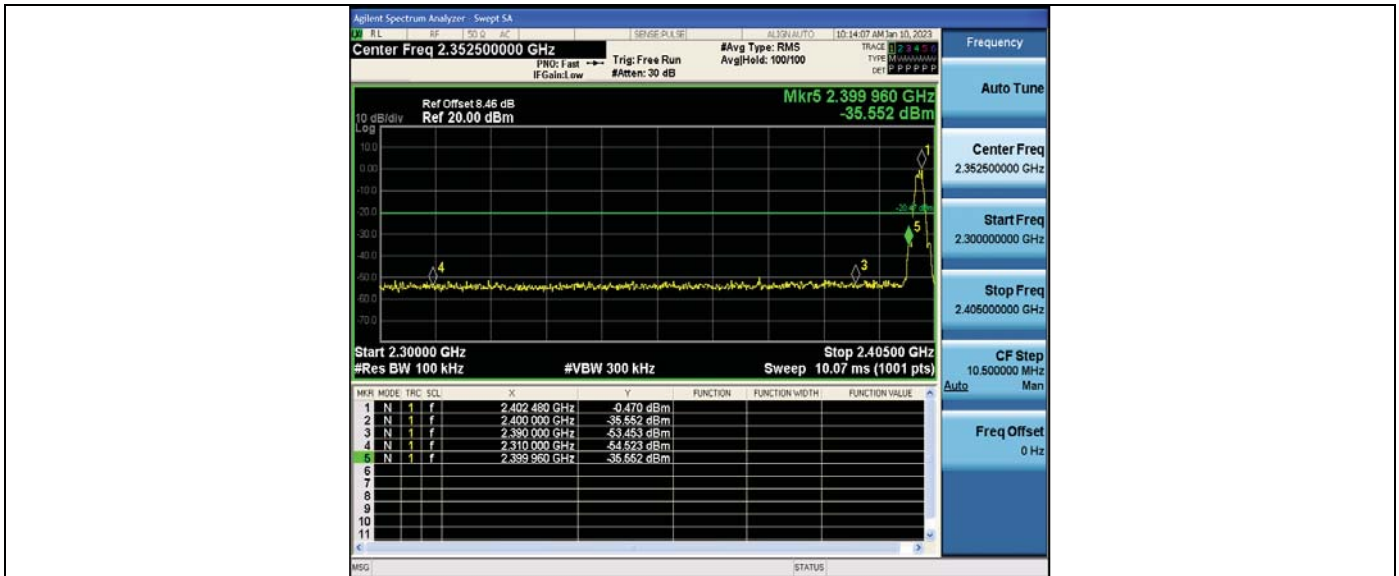 Agilent Spectrum Analyzer - Swept SA
RL RF 50 Ω AC SENSE:PULSE ALIGN AUTO 10:14:07 AM Jan 10, 2023
Center Freq 2.352500000 GHz
PNO: Fast
IFGain:Low
Trig: Free Run
#Atten: 30 dB
#Avg Type: RMS
Avg|Hold: 100/100
TRACE 1 2 3 4 5 6
TYPE M
DET P P P P P P
Frequency
Auto Tune
Center Freq
2.352500000 GHz
Start Freq
2.300000000 GHz
Stop Freq
2.405000000 GHz
CF Step
10.500000 MHz
Auto Man
Freq Offset
0 Hz
Mkr5 2.399 960 GHz
-35.552 dBm
Ref Offset 8.46 dB
10 dB/div Ref 20.00 dBm
Log
10.0
0.00
-10.0
-20.0
-30.0
-40.0
-50.0
-60.0
-70.0
1
-20.47 dBm
5
3
4
Start 2.30000 GHz Stop 2.40500 GHz
#Res BW 100 kHz #VBW 300 kHz Sweep 10.07 ms (1001 pts)
MKR MODE TRC SCL X Y FUNCTION FUNCTION WIDTH FUNCTION VALUE
1 N 1 f 2.402 480 GHz -0.470 dBm
2 N 1 f 2.400 000 GHz -35.552 dBm
3 N 1 f 2.390 000 GHz -53.453 dBm
4 N 1 f 2.310 000 GHz -54.523 dBm
5 N 1 f 2.399 960 GHz -35.552 dBm
6
7
8
9
10
11
MSG STATUS